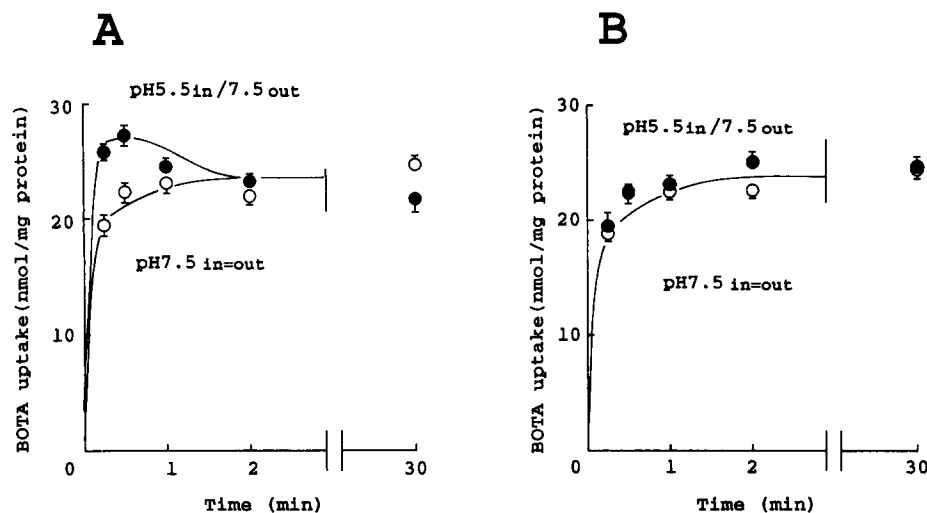 A
pH5.5in/7.5out
BOTA uptake(nmol/mg protein)
30
20
10
0
pH7.5 in=out
1
2
30
Time (min)
B
pH5.5in/7.5out
BOTA uptake(nmol/mg protein)
30
20
10
0
pH7.5 in=out
1
2
30
Time (min)